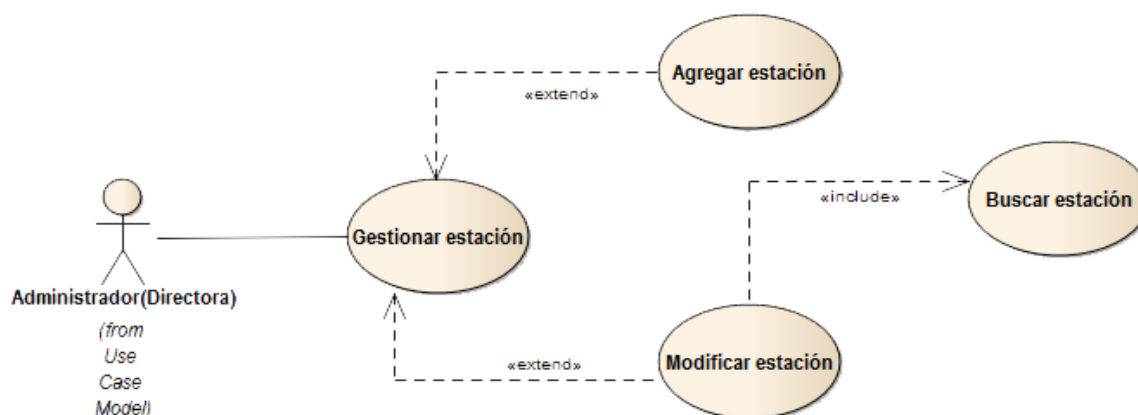 Agregar estación
«extend»
Buscar estación
«include»
Gestionar estación
Administrador(Directora)
(from
Use
Case
Model)
«extend»
Modificar estación